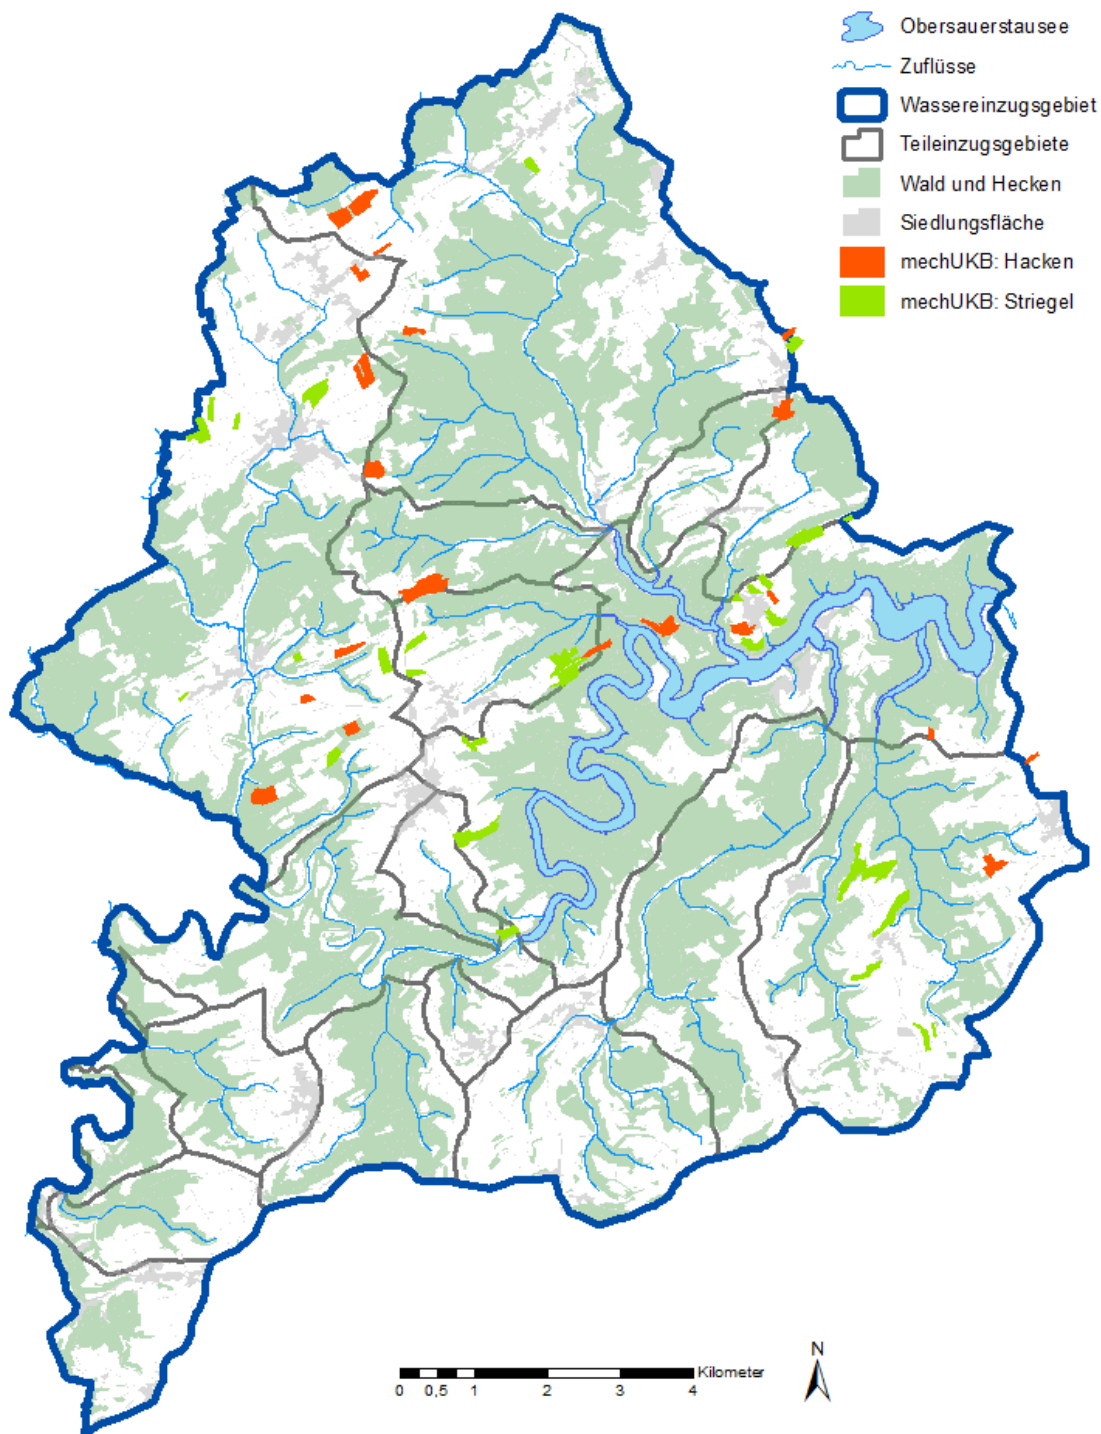 Obersauerstausee
Zuflüsse
Wassereinzugsgebiet
Teileinzugsgebiete
Wald und Hecken
Siedlungsfläche
mechUKB: Hacken
mechUKB: Striegel
N
Kilometer
0 0,5 1 2 3 4